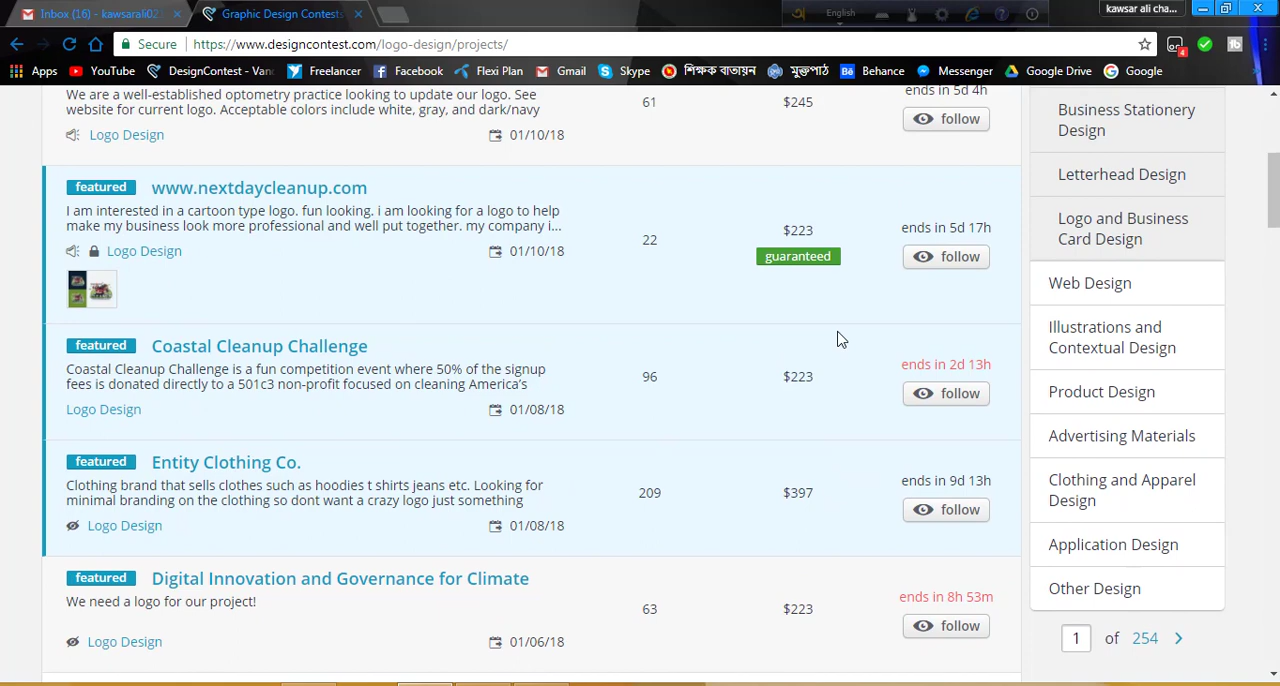 Inbox (16) - kawsarali02
Graphic Design Contests
English
kawsar ali cha...
Secure
https://www.designcontest.com/logo-design/projects/
4
Apps
YouTube
DesignContest - Van
Freelancer
Facebook
Flexi Plan
Gmail
Skype
শিক্ষক বাতায়ন
মুক্তপাঠ
Behance
Messenger
Google Drive
Google
We are a well-established optometry practice looking to update our logo. See
website for current logo. Acceptable colors include white, gray, and dark/navy
Logo Design
01/10/18
61
$245
ends in 5d 4h
follow
featured
www.nextdaycleanup.com
I am interested in a cartoon type logo. fun looking. i am looking for a logo to help
make my business look more professional and well put together. my company i...
Logo Design
01/10/18
22
$223
guaranteed
ends in 5d 17h
follow
featured
Coastal Cleanup Challenge
Coastal Cleanup Challenge is a fun competition event where 50% of the signup
fees is donated directly to a 501c3 non-profit focused on cleaning America's
Logo Design
01/08/18
96
$223
ends in 2d 13h
follow
featured
Entity Clothing Co.
Clothing brand that sells clothes such as hoodies t shirts jeans etc. Looking for
minimal branding on the clothing so dont want a crazy logo just something
Logo Design
01/08/18
209
$397
ends in 9d 13h
follow
featured
Digital Innovation and Governance for Climate
We need a logo for our project!
Logo Design
01/06/18
63
$223
ends in 8h 53m
follow
Business Stationery
Design
Letterhead Design
Logo and Business
Card Design
Web Design
Illustrations and
Contextual Design
Product Design
Advertising Materials
Clothing and Apparel
Design
Application Design
Other Design
1 of 254